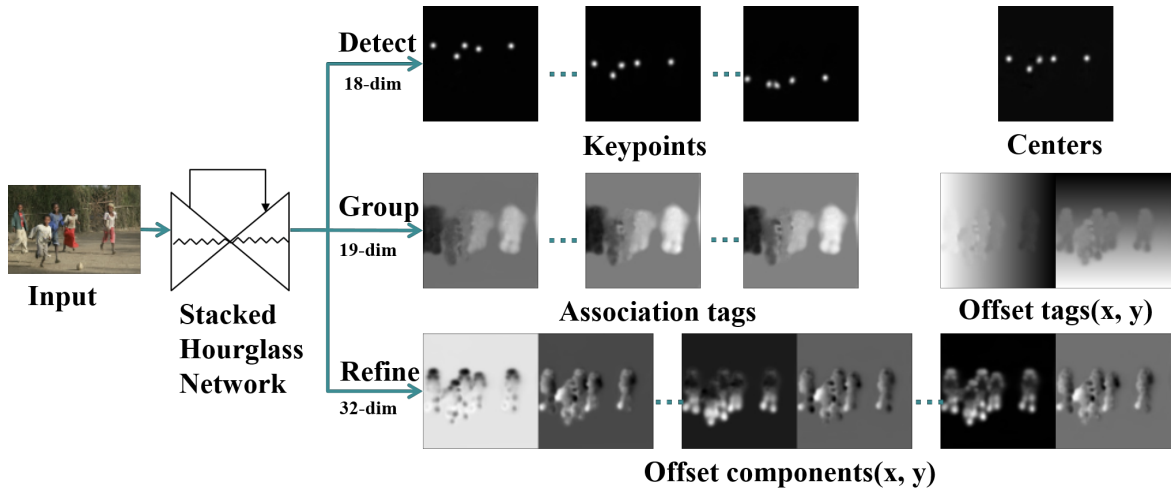 Detect
18-dim
Keypoints
Centers
Group
19-dim
Input
Stacked
Hourglass
Network
Association tags
Offset tags(x, y)
Refine
32-dim
Offset components(x, y)